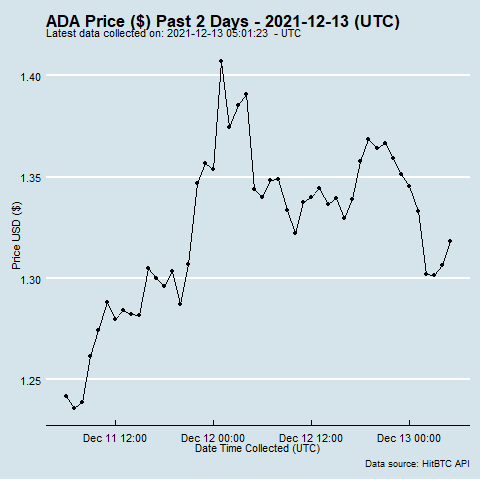 ADA Price ($) Past 2 Days - 2021-12-13 (UTC)
Latest data collected on: 2021-12-13 05:01:23 - UTC
1.40
1.35
1.30
1.25
Price USD ($)
Dec 11 12:00 Dec 12 00:00 Dec 12 12:00 Dec 13 00:00
Date Time Collected (UTC)
Data source: HitBTC API